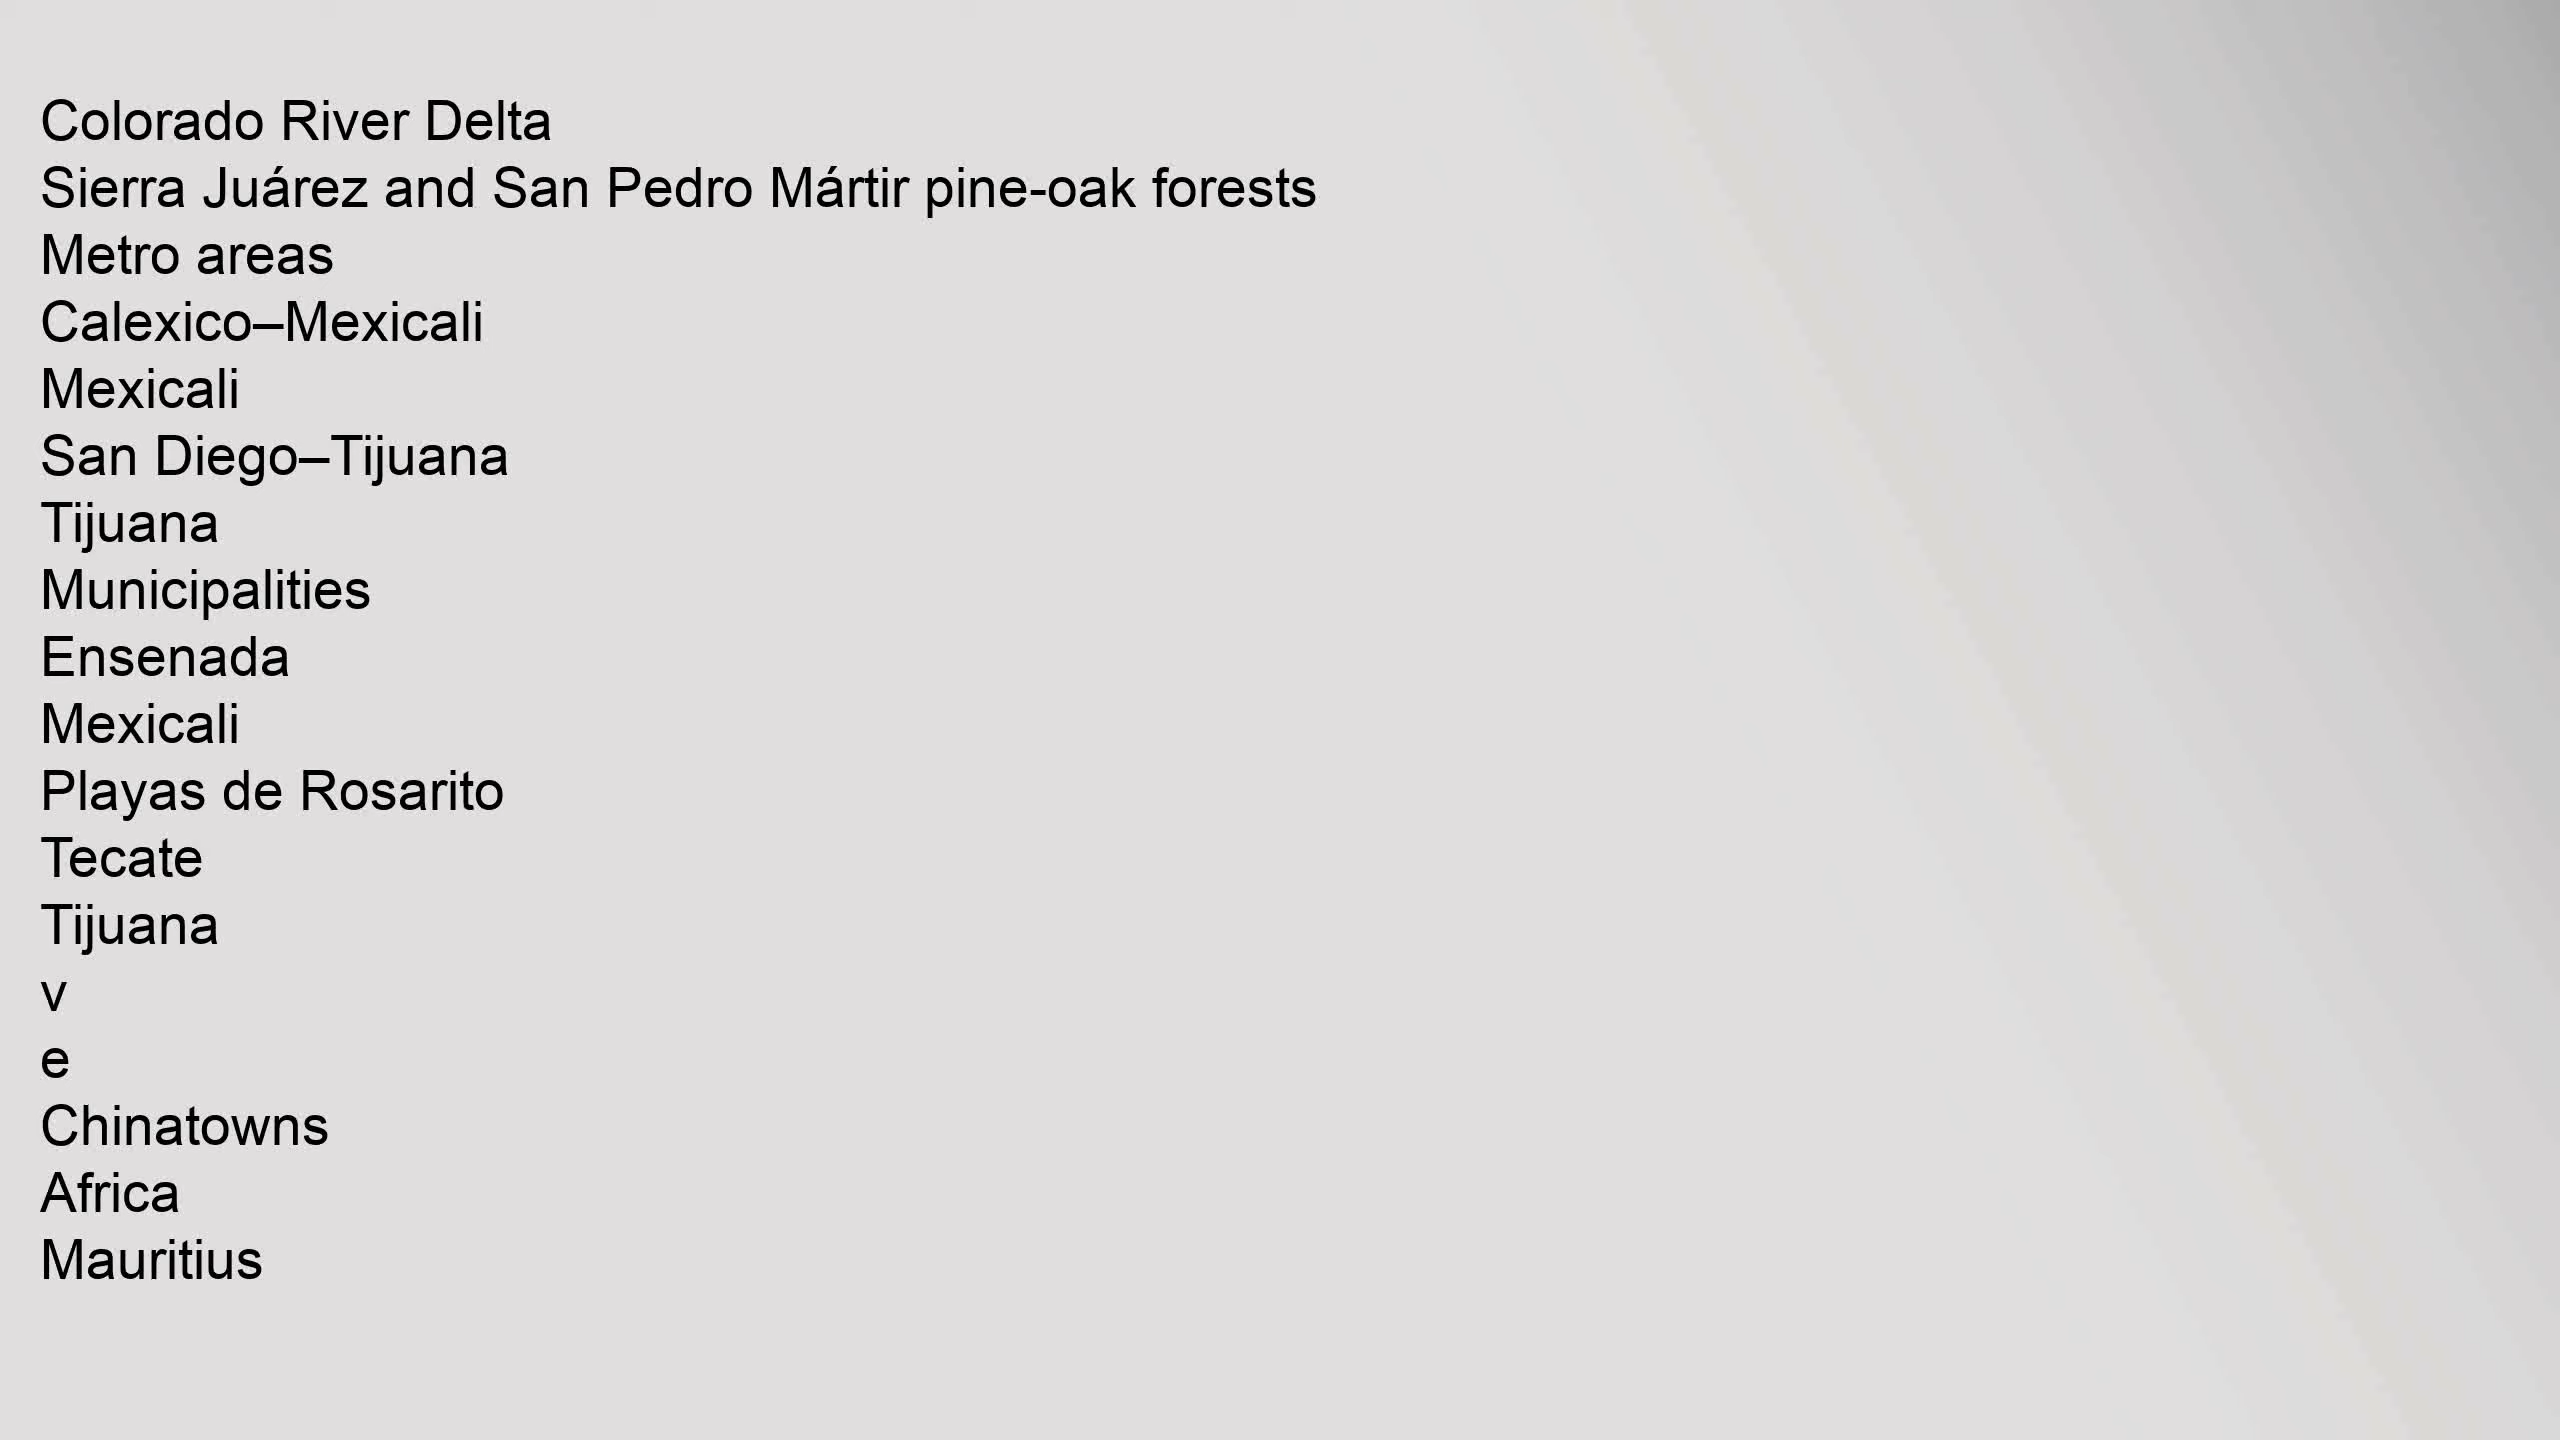 Colorado River Delta
Sierra Juárez and San Pedro Mártir pine-oak forests
Metro areas
Calexico–Mexicali
Mexicali
San Diego–Tijuana
Tijuana
Municipalities
Ensenada
Mexicali
Playas de Rosarito
Tecate
Tijuana
v
e
Chinatowns
Africa
Mauritius